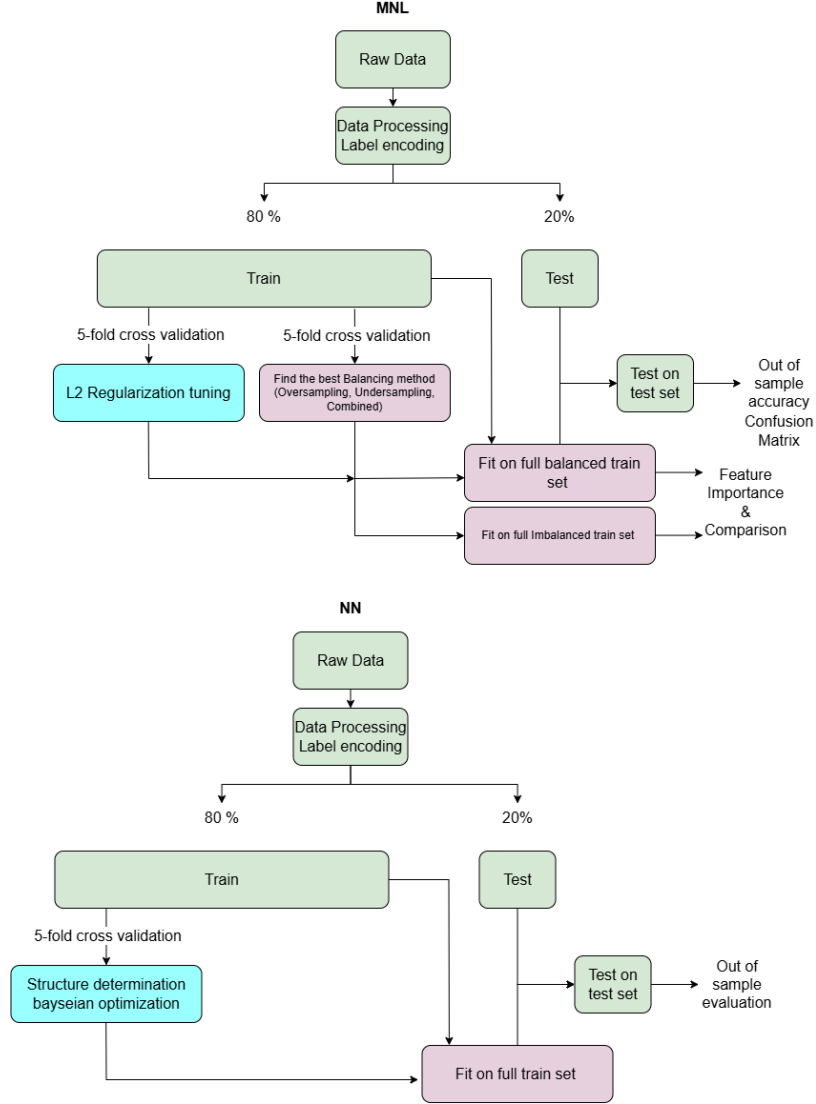 MNL
Raw Data
Data Processing
Label encoding
80 %
20%
Train
Test
5-fold cross validation
5-fold cross validation
L2 Regularization tuning
Find the best Balancing method
(Oversampling, Undersampling,
Combined)
Test on
test set
Out of
sample
accuracy
Confusion
Matrix
Fit on full balanced train
set
Feature
Importance
&
Comparison
Fit on full Imbalanced train set
NN
Raw Data
Data Processing
Label encoding
80 %
20%
Train
Test
5-fold cross validation
Structure determination
bayseian optimization
Test on
test set
Out of
sample
evaluation
Fit on full train set